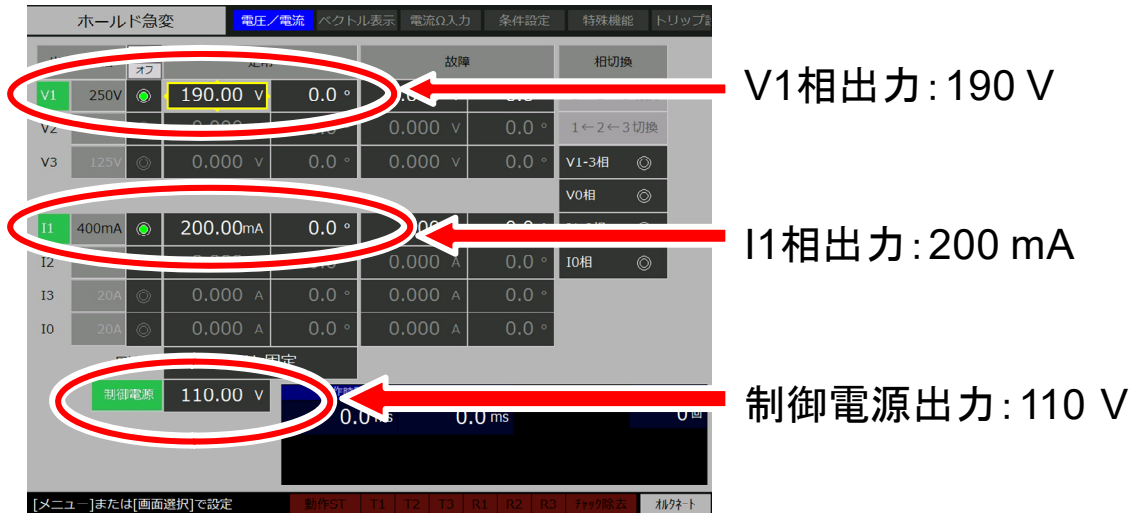 ホールド急変 電圧／電流 ベクトル表示 電流Ω入力 条件設定 特殊機能 トリップ
オフ 故障 相切換
V1 250V 190.00 V 0.0 °
V1相出力：190 V
V2 0.000 V 0.0 ° 1←2←3切換
V3 125V 0.000 V 0.0 ° 0.000 V 0.0 ° V1-3相
V0相
I1 400mA 200.00mA 0.0 °
I1相出力：200 mA
I2 0.000 A 0.0 ° I0相
I3 20A 0.000 A 0.0 ° 0.000 A 0.0 °
I0 20A 0.000 A 0.0 ° 0.000 A 0.0 °
固定
制御電源 110.00 V
制御電源出力：110 V
0.0 ms 0.0 ms 0回
[メニュー]または[画面選択]で設定 動作ST T1 T2 T3 R1 R2 R3 ﾁｬｯﾀ除去 ｵﾙﾀﾈｰﾄ